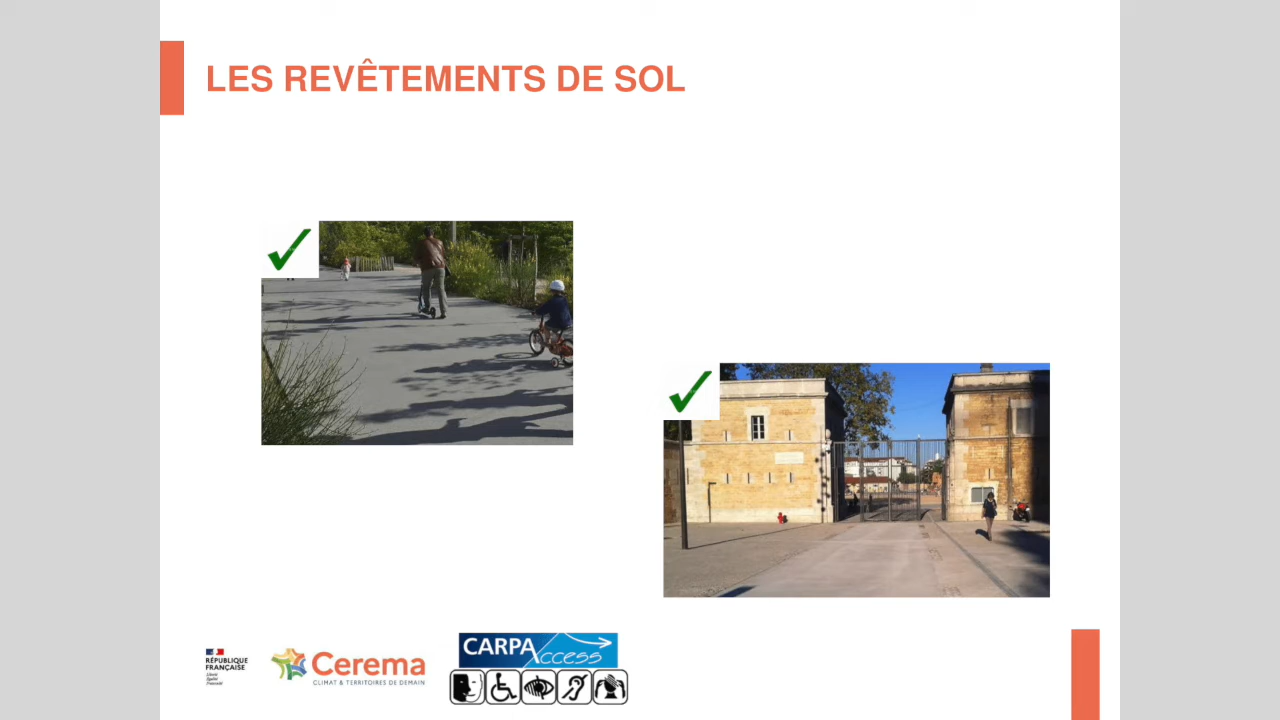 LES REVÊTEMENTS DE SOL
RÉPUBLIQUE
FRANÇAISE
Liberté
Égalité
Fraternité
Cerema
CLIMAT & TERRITOIRES DE DEMAIN
CARPA
Access